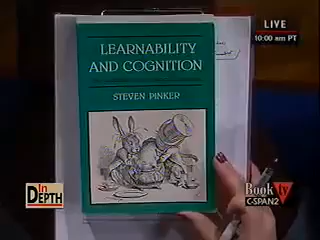 LIVE
10:00 am PT
LEARNABILITY
AND COGNITION
STEVEN PINKER
In
DEPTH
Book TV
C-SPAN2